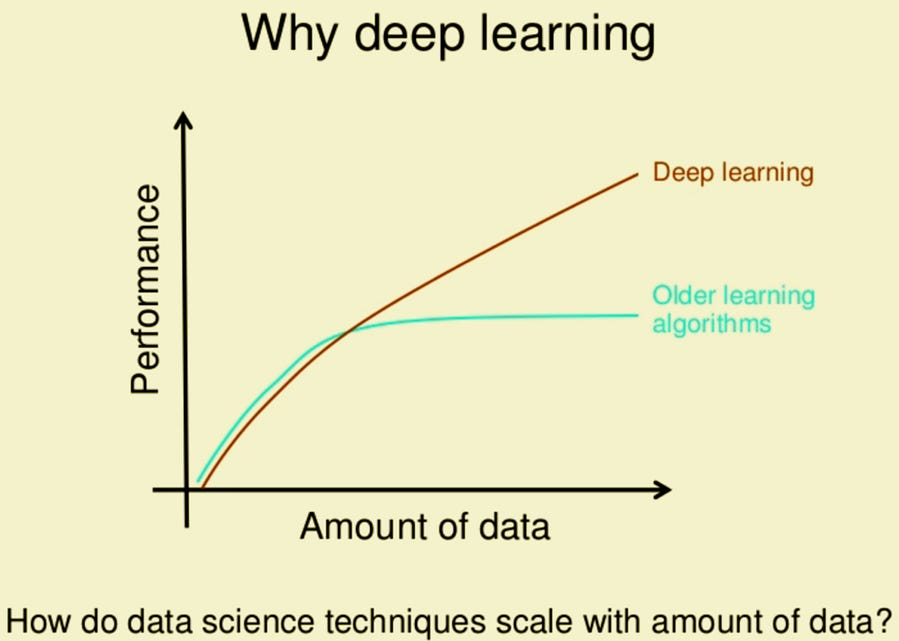 Why deep learning
Performance
Deep learning
Older learning
algorithms
Amount of data
How do data science techniques scale with amount of data?